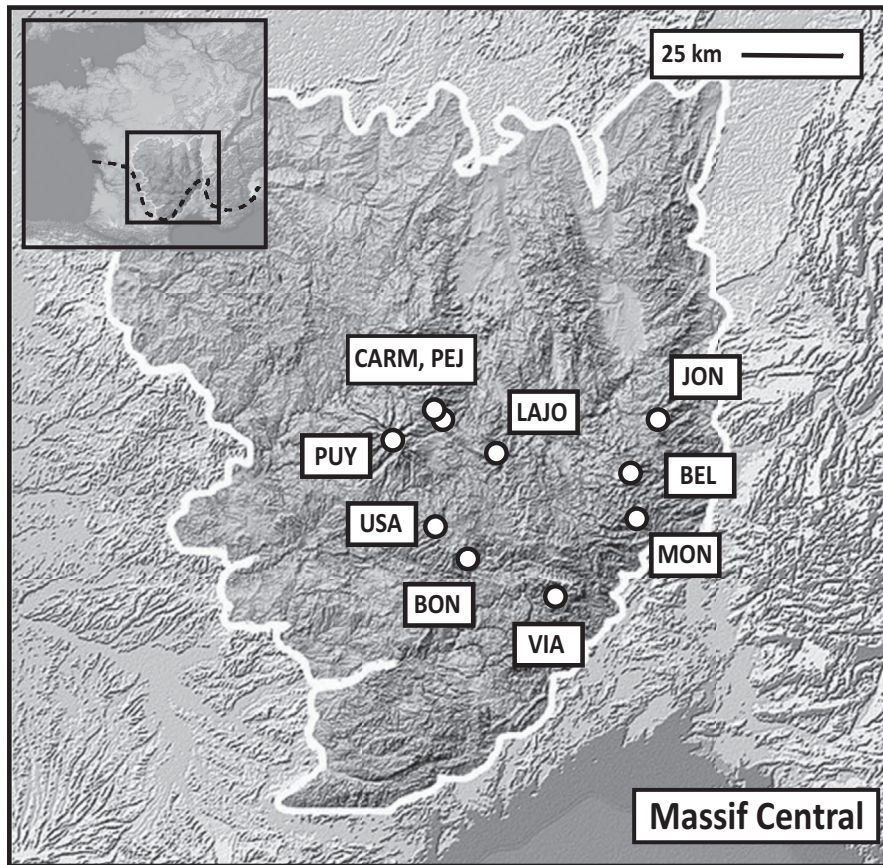 25 km
CARM, PEJ
JON
LAJO
PUY
BEL
USA
MON
BON
VIA
Massif Central